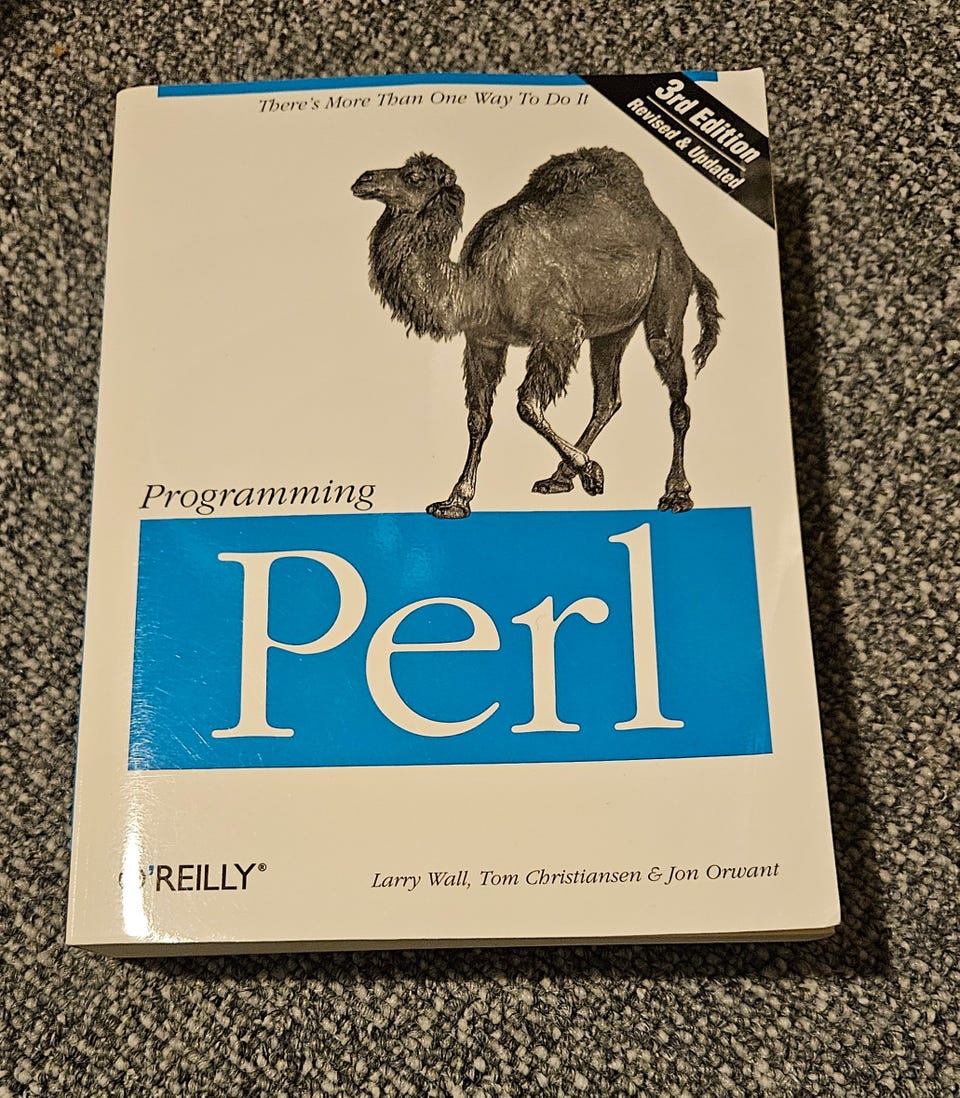 There's More Than One Way To Do It
3rd Edition
Revised & Updated
Programming
Perl
O'REILLY®
Larry Wall, Tom Christiansen & Jon Orwant